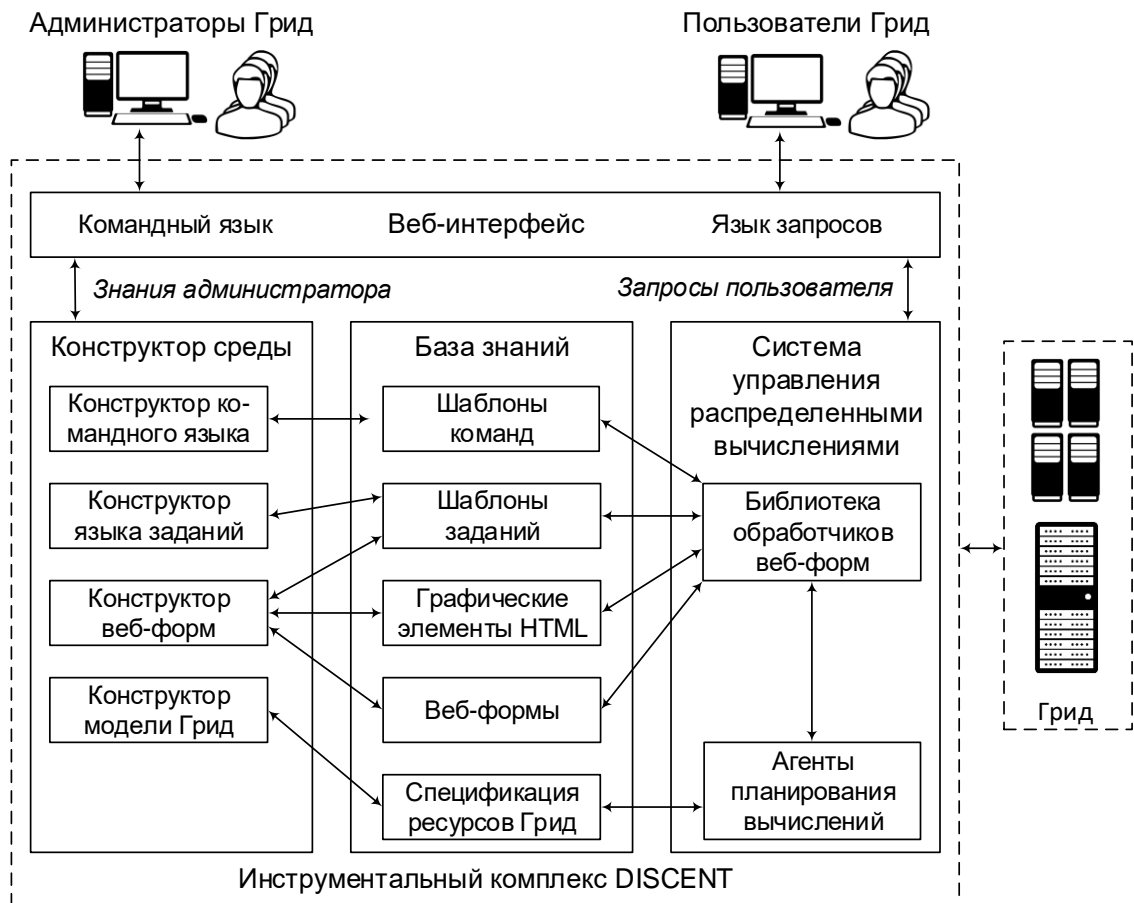 Администраторы Грид
Пользователи Грид
Командный язык
Веб-интерфейс
Язык запросов
Знания администратора
Запросы пользователя
Конструктор среды
Конструктор ко-
мандного языка
Конструктор
языка заданий
Конструктор
веб-форм
Конструктор
модели Грид
База знаний
Шаблоны
команд
Шаблоны
заданий
Графические
элементы HTML
Веб-формы
Спецификация
ресурсов Грид
Система
управления
распределенными
вычислениями
Библиотека
обработчиков
веб-форм
Агенты
планирования
вычислений
Грид
Инструментальный комплекс DISCENT